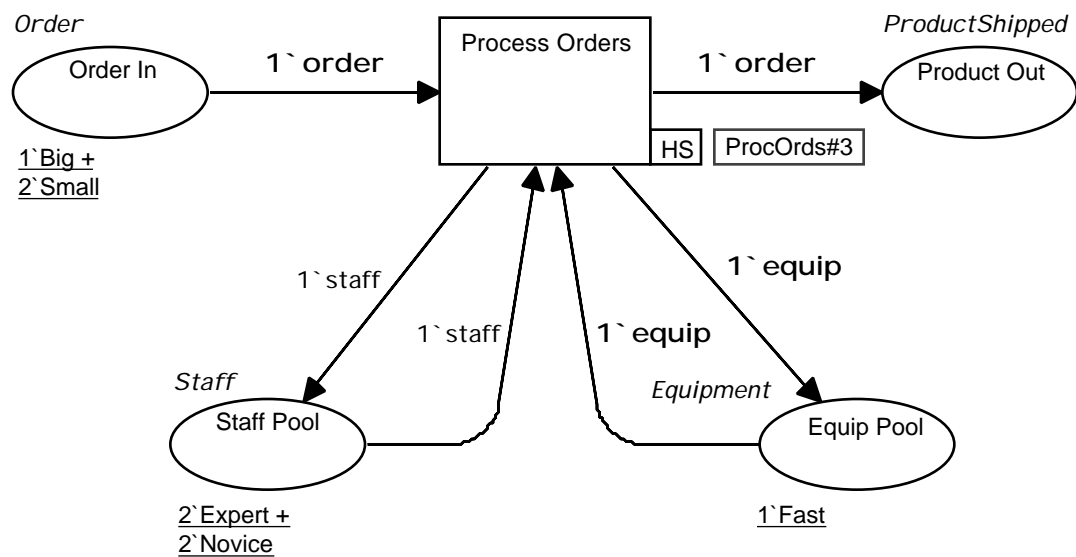 Order
Order In
1`order
Process Orders
1`order
ProductShipped
Product Out
1`Big +
2`Small
HS
ProcOrds#3
1`staff
1`staff
1`equip
1`equip
Staff
Staff Pool
2`Expert +
2`Novice
Equipment
Equip Pool
1`Fast